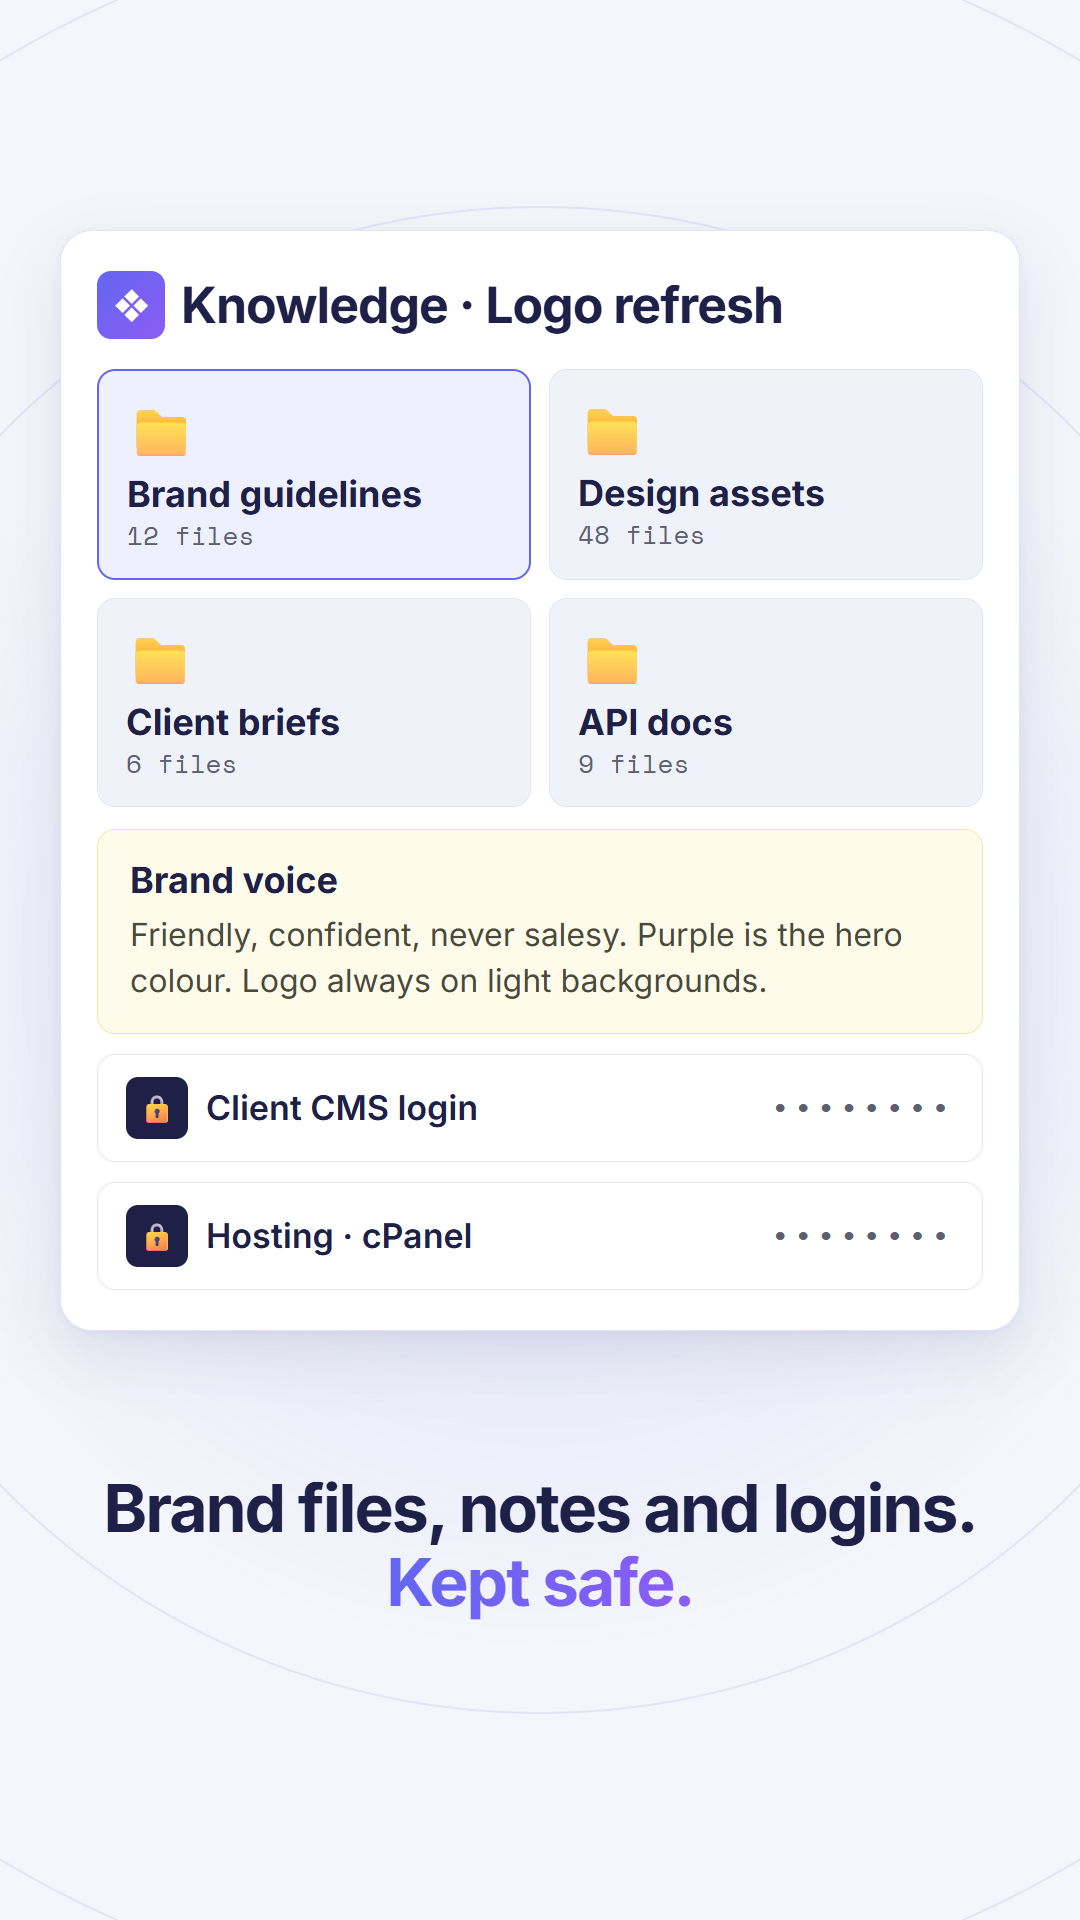 Knowledge · Logo refresh
Brand guidelines
12 files
Design assets
48 files
Client briefs
6 files
API docs
9 files
Brand voice
Friendly, confident, never salesy. Purple is the hero
colour. Logo always on light backgrounds.
Client CMS login
••••••••
Hosting · cPanel
••••••••
Brand files, notes and logins.
Kept safe.